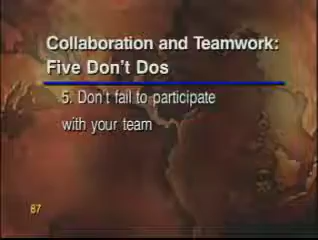 Collaboration and Teamwork:
Five Don't Dos
5. Don't fail to participate
with your team
87